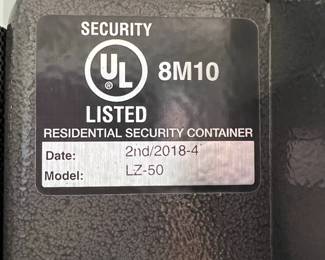 SECURITY
UL 8M10
LISTED
RESIDENTIAL SECURITY CONTAINER
Date: 2nd/2018-4
Model: LZ-50